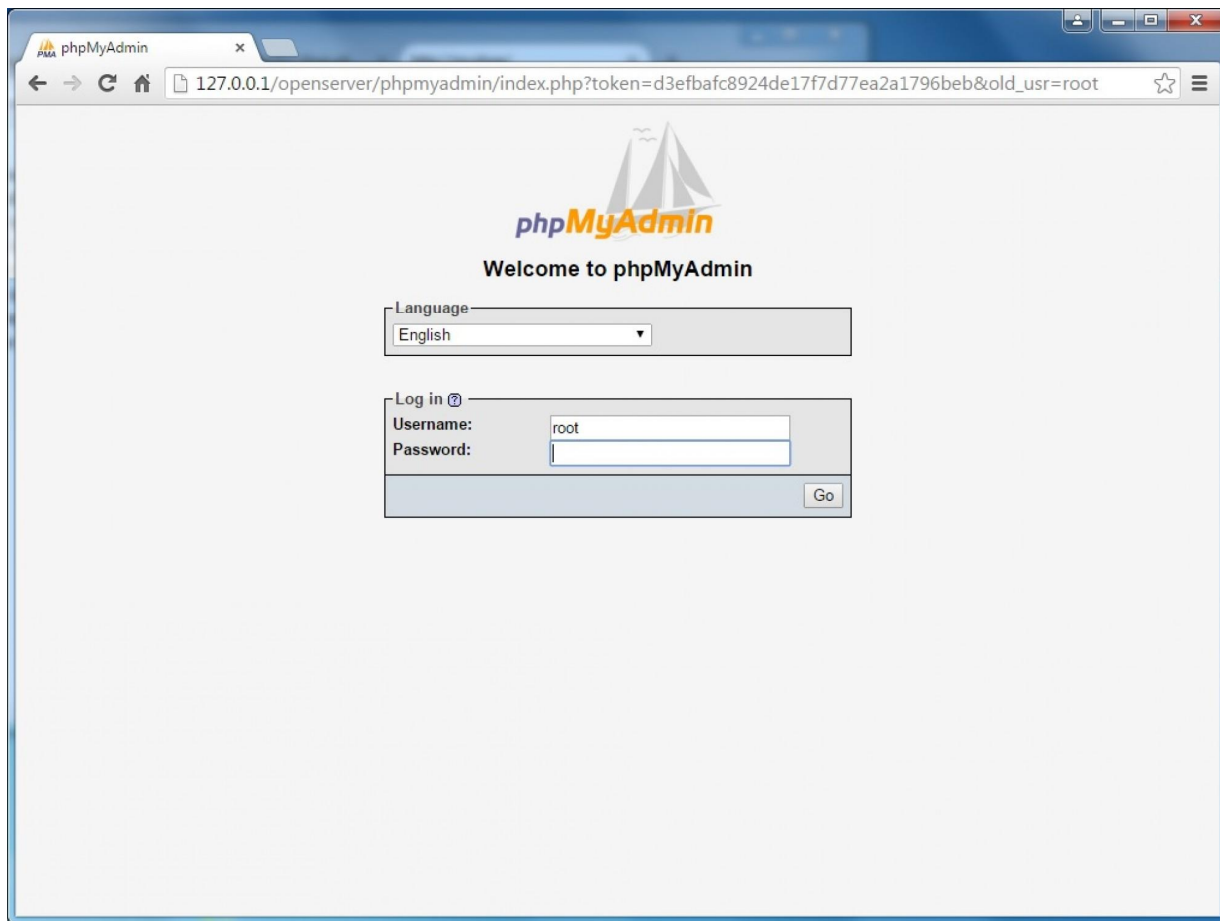 PMA phpMyAdmin
127.0.0.1/openserver/phpmyadmin/index.php?token=d3efbafc8924de17f7d77ea2a1796beb&old_usr=root
phpMyAdmin
Welcome to phpMyAdmin
Language
English
Log in ?
Username: root
Password:
Go